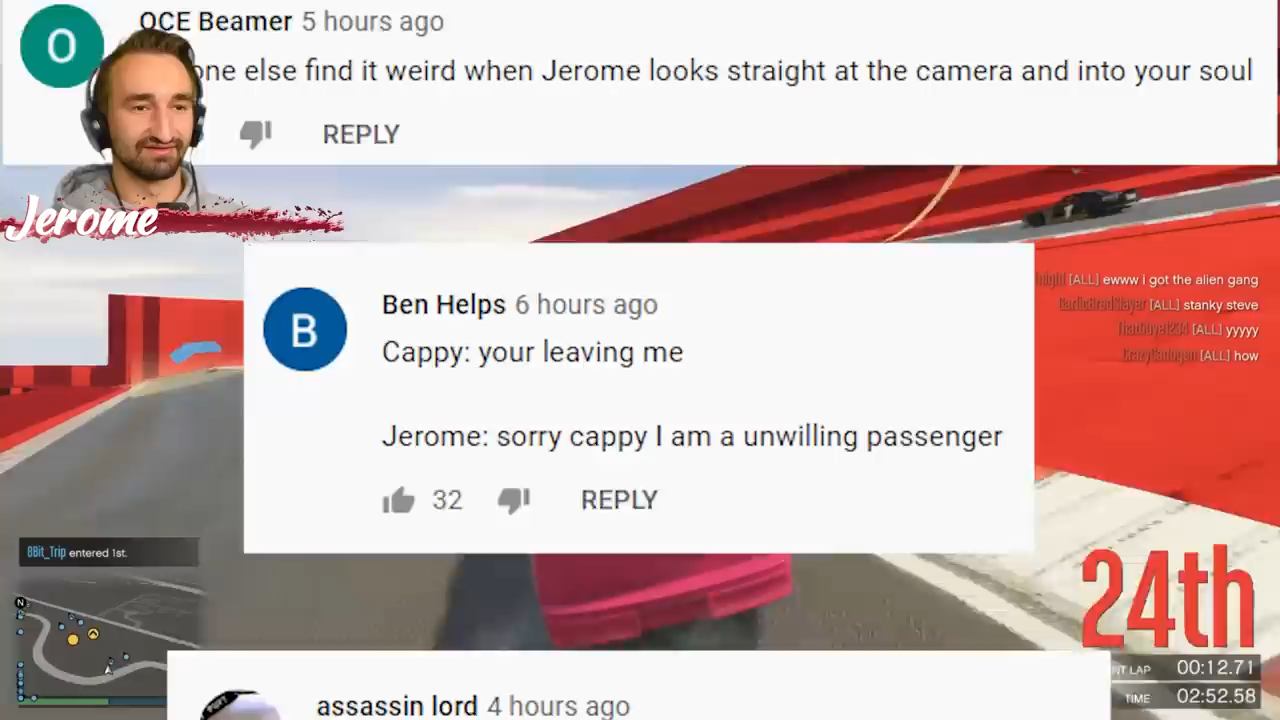 O
OCE Beamer 5 hours ago
one else find it weird when Jerome looks straight at the camera and into your soul
REPLY
Jerome
[ALL] ewww i got the alien gang
[ALL] stanky steve
[ALL] yyyyy
[ALL] how
B
Ben Helps 6 hours ago
Cappy: your leaving me
Jerome: sorry cappy I am a unwilling passenger
32 REPLY
8Bit_Trip entered 1st.
N
24th
NT LAP 00:12.71
TIME 02:52.58
assassin lord 4 hours ago